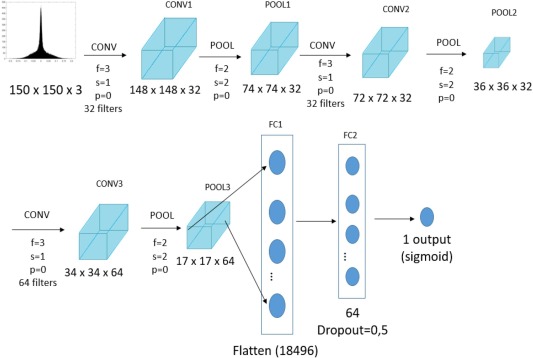 CONV1
POOL1
POOL2
CONV
f=3
s=1
p=0
32 filters
POOL
f=2
s=2
p=0
CONV
f=3
s=1
p=0
32 filters
POOL
f=2
s=2
p=0
150 x 150 x 3
148 x 148 x 32
74 x 74 x 32
72 x 72 x 32
36 x 36 x 32
FC1
FC2
CONV3
POOL3
CONV
f=3
s=1
p=0
64 filters
POOL
f=2
s=2
p=0
34 x 34 x 64
17 x 17 x 64
...
...
1 output
(sigmoid)
64
Dropout=0,5
Flatten (18496)